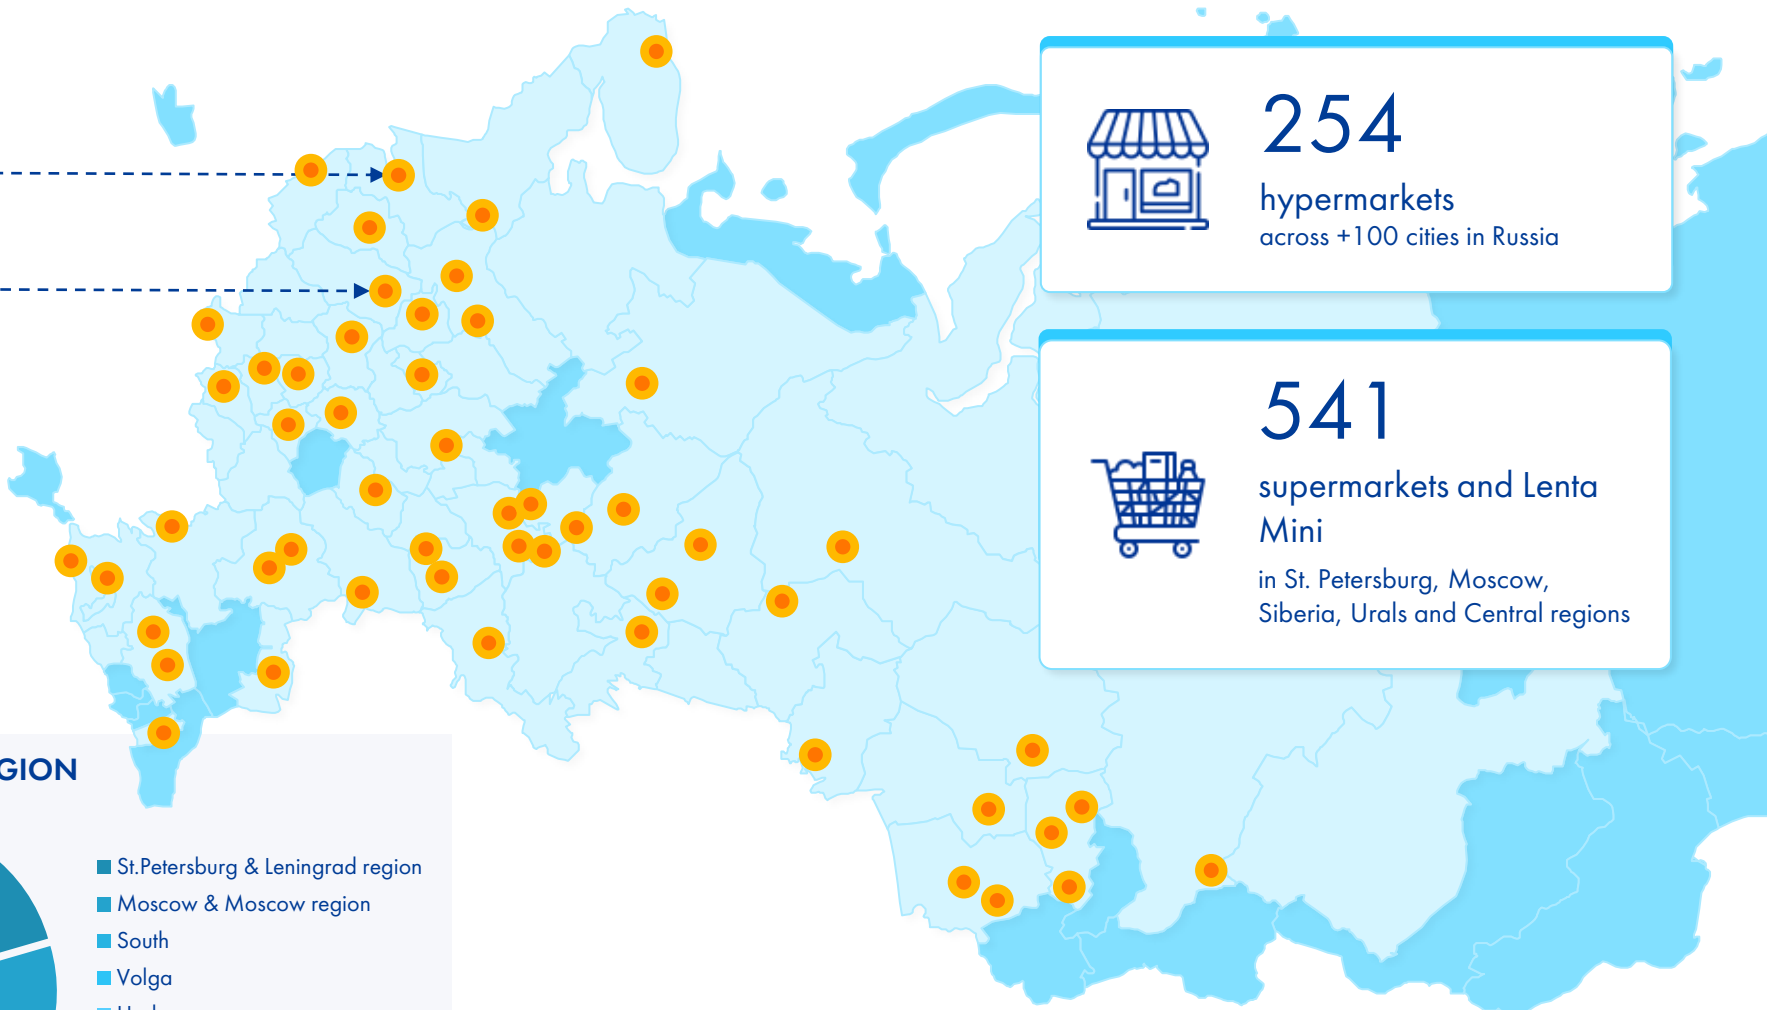 254
hypermarkets
across +100 cities in Russia
541
supermarkets and Lenta
Mini
in St. Petersburg, Moscow,
Siberia, Urals and Central regions
GION
St.Petersburg & Leningrad region
Moscow & Moscow region
South
Volga